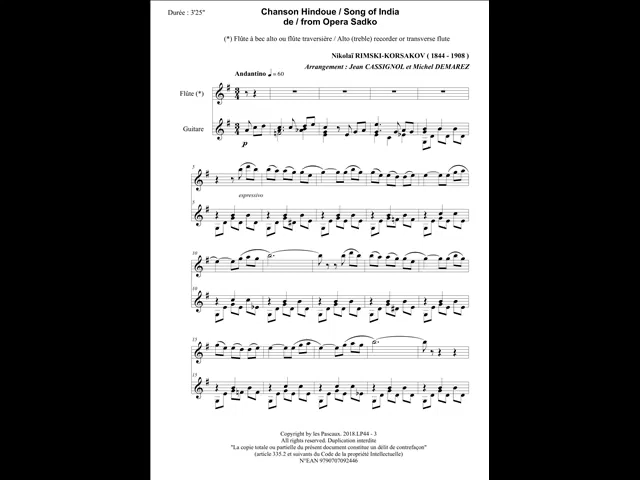 Durée : 3'25"
Chanson Hindoue / Song of India
de / from Opera Sadko
(*) Flûte à bec alto ou flûte traversière / Alto (treble) recorder or transverse flute
Nikolaï RIMSKI-KORSAKOV ( 1844 - 1908 )
Arrangement : Jean CASSIGNOL et Michel DEMAREZ
Andantino ♩ = 60
Flûte (*)
Guitare
p
5
espressivo
5
10
10
15
15
Copyright by les Pascaux. 2018.LP44 - 3
All rights reserved. Duplication interdite
"La copie totale ou partielle du présent document constitue un délit de contrefaçon"
(article 335.2 et suivants du Code de la propriété Intellectuelle)
N°EAN 9790707092446